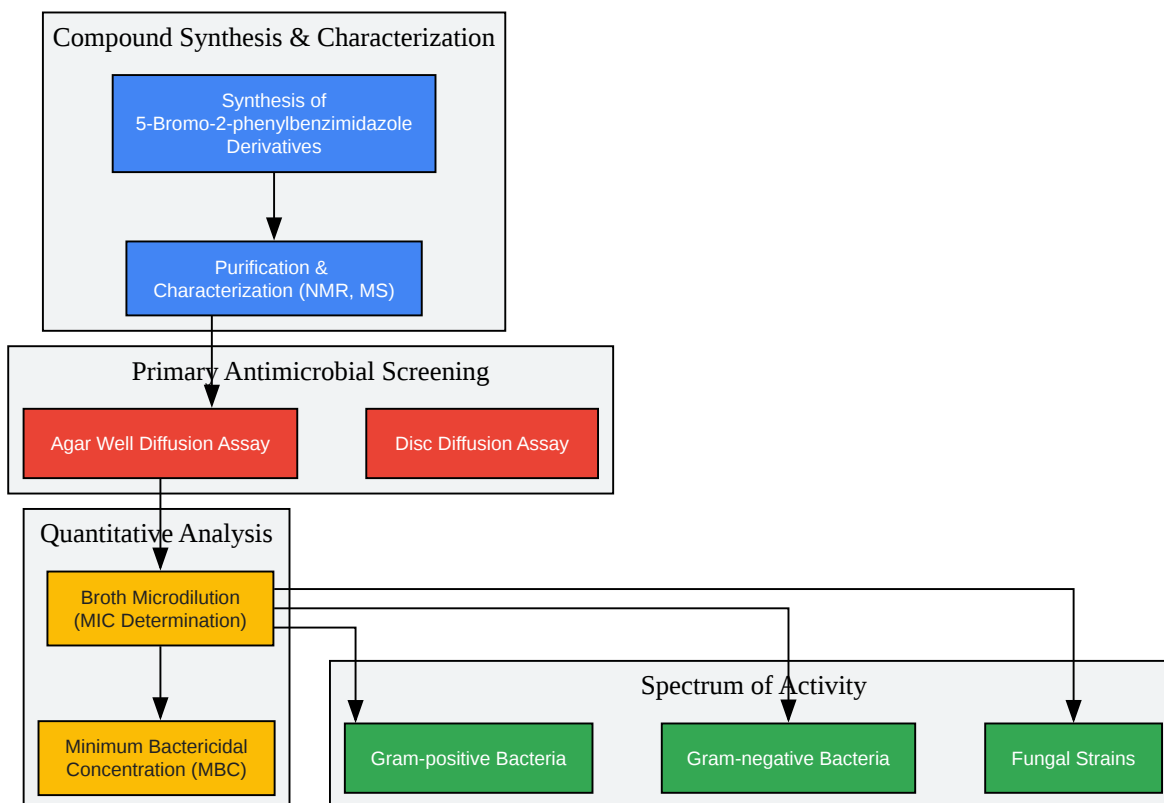 Compound Synthesis & Characterization
Synthesis of
5-Bromo-2-phenylbenzimidazole
Derivatives
Purification &
Characterization (NMR, MS)
Primary Antimicrobial Screening
Agar Well Diffusion Assay
Disc Diffusion Assay
Quantitative Analysis
Broth Microdilution
(MIC Determination)
Minimum Bactericidal
Concentration (MBC)
Spectrum of Activity
Gram-positive Bacteria
Gram-negative Bacteria
Fungal Strains